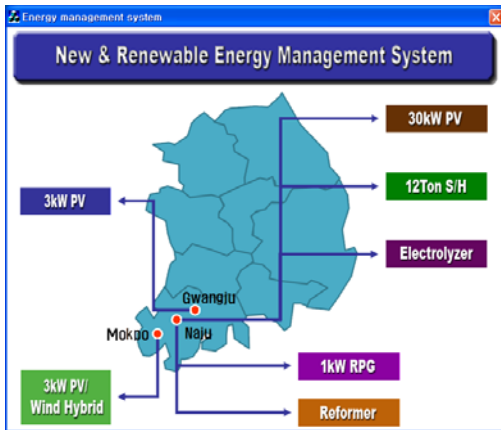 Energy management system
New & Renewable Energy Management System
30kW PV
12Ton S/H
3kW PV
Electrolyzer
Gwangju
Mokpo
Naju
1kW RPG
3kW PV/
Wind Hybrid
Reformer